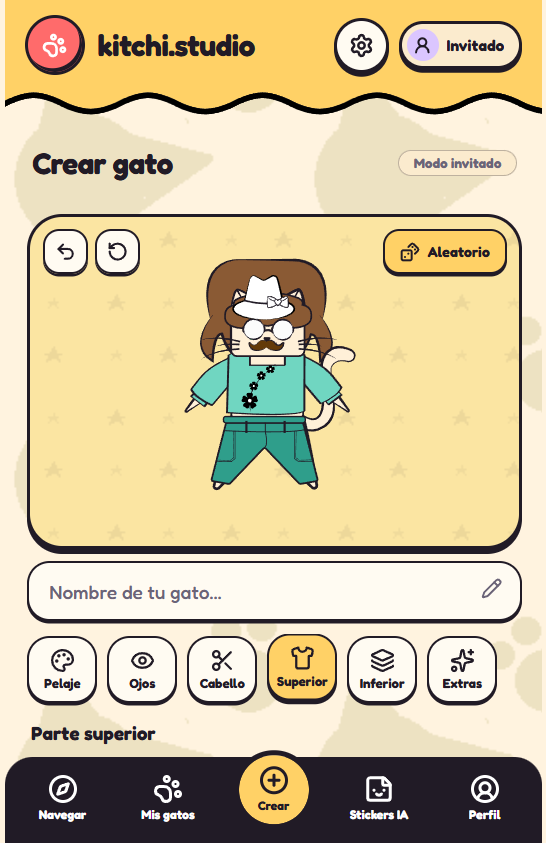 kitchi.studio
Invitado
Crear gato
Modo invitado
Aleatorio
Nombre de tu gato...
Pelaje
Ojos
Cabello
Superior
Inferior
Extras
Parte superior
Navegar
Mis gatos
Crear
Stickers IA
Perfil